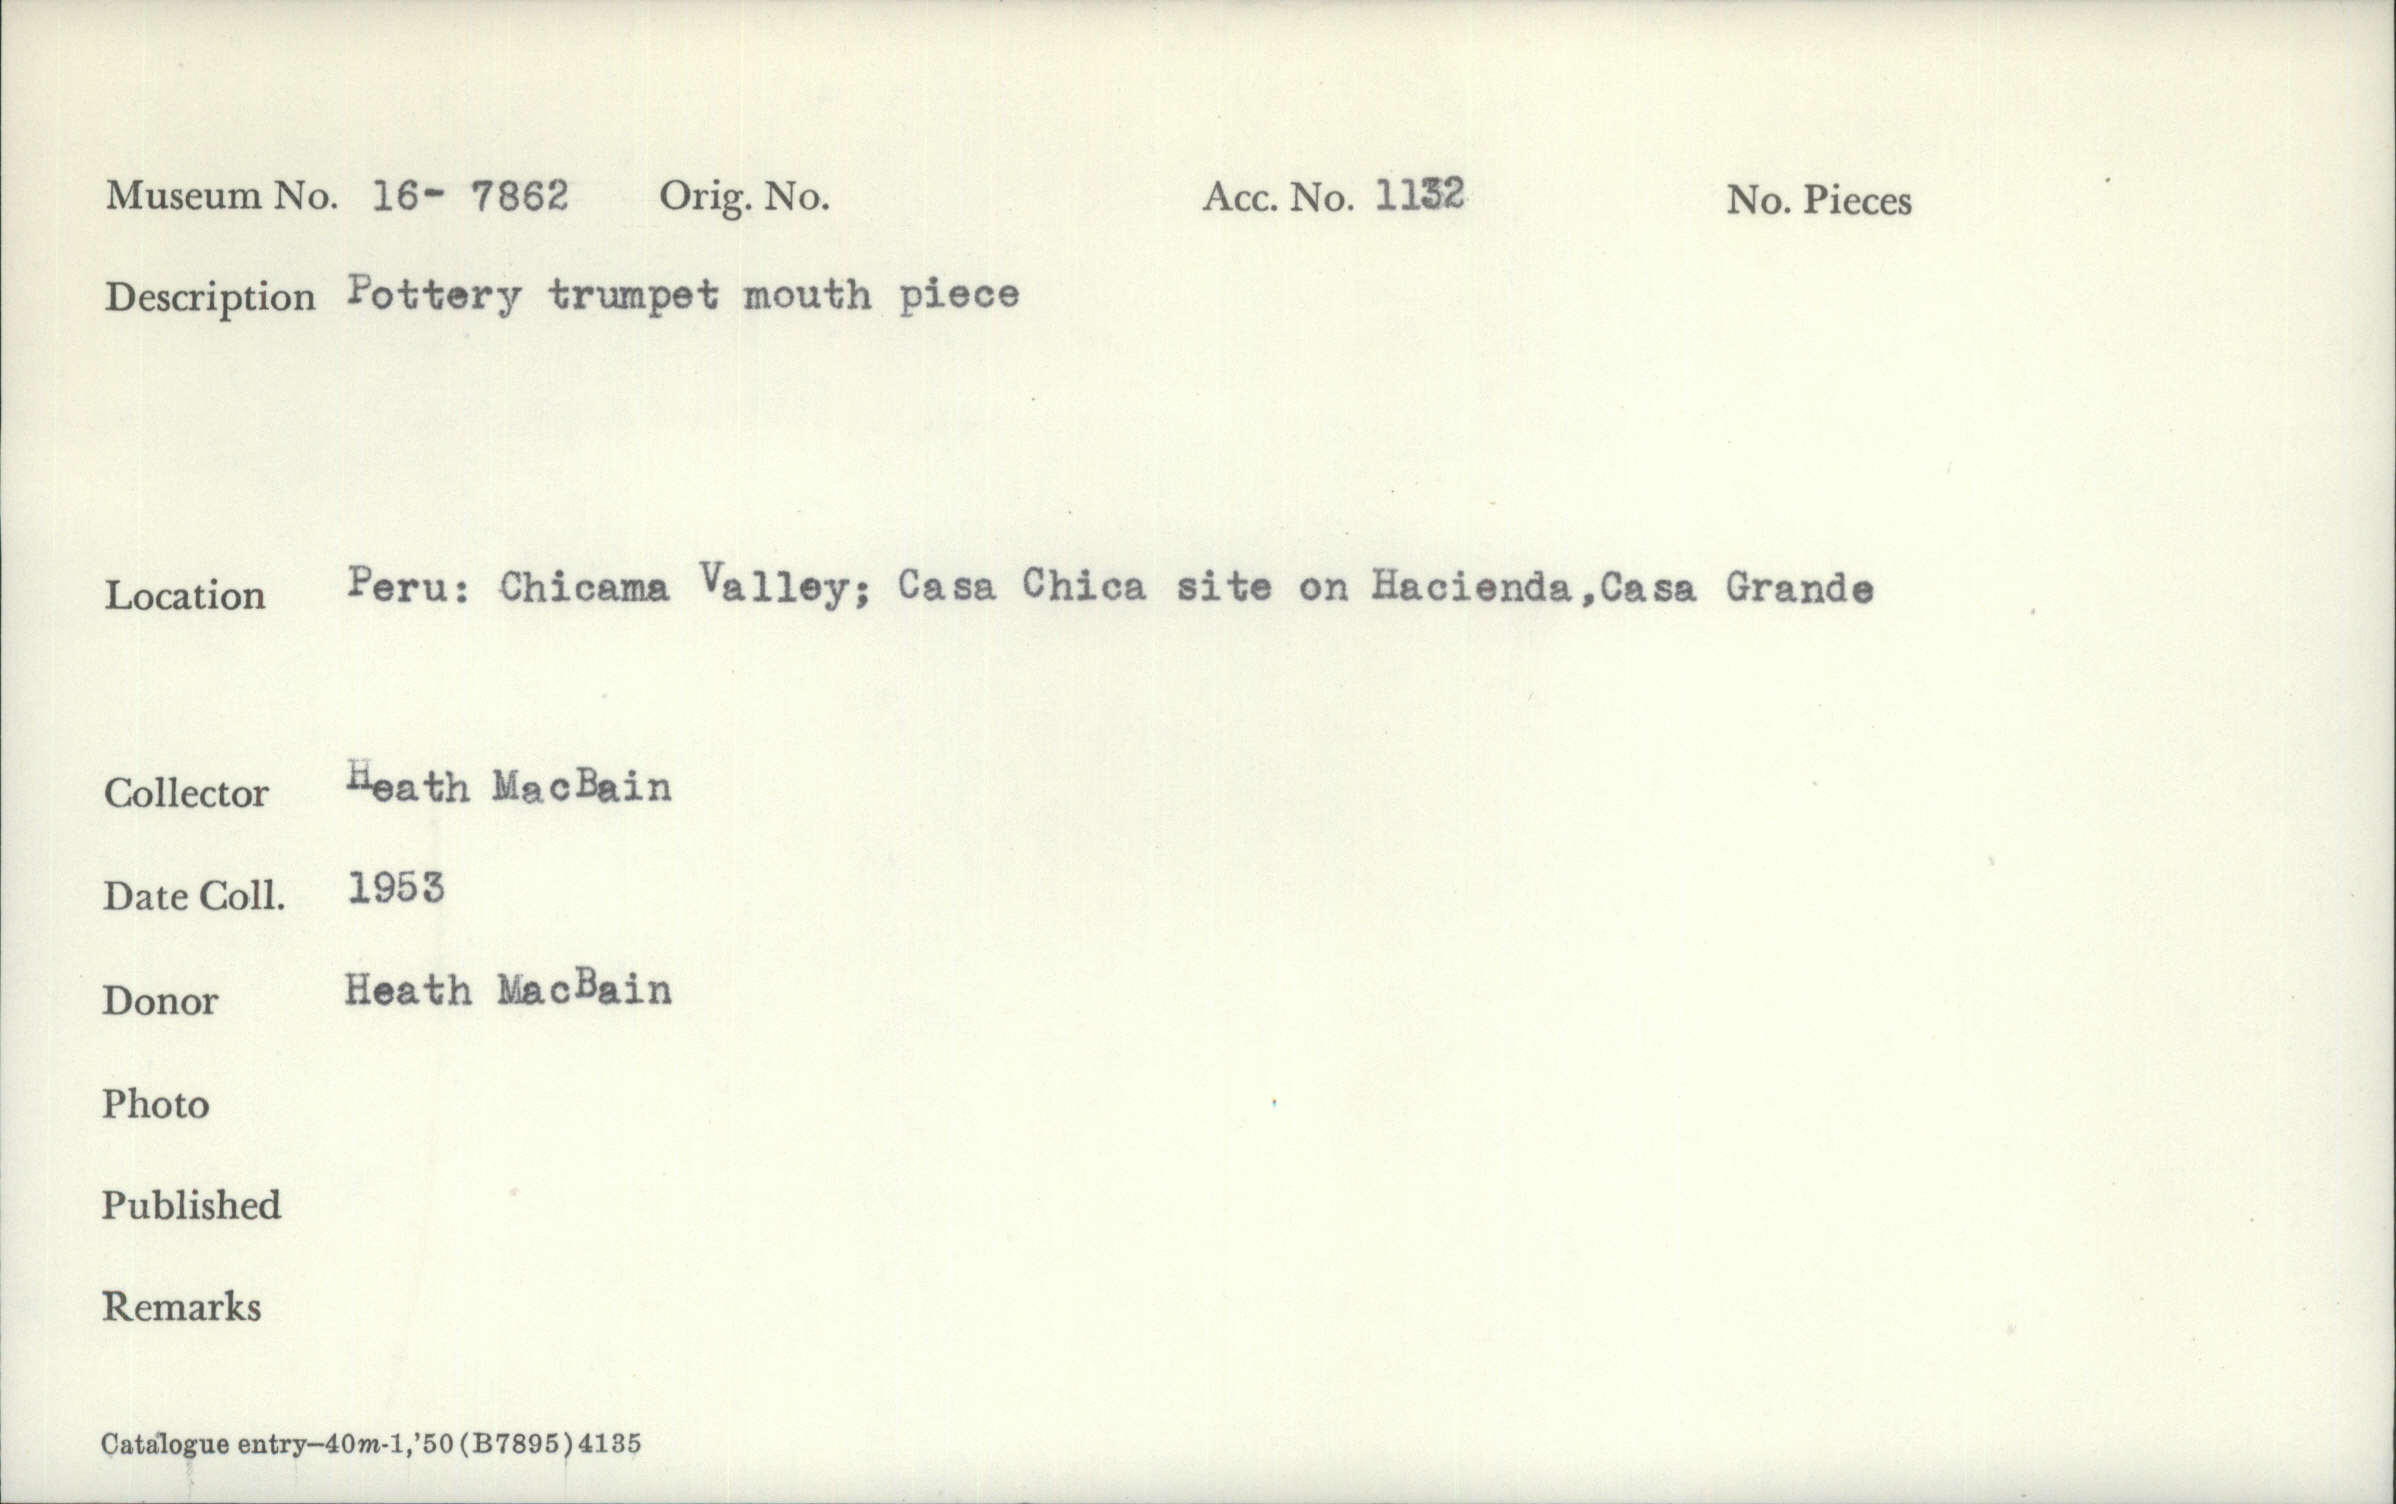 Museum No. 16- 7862 Orig. No. Acc. No. 1132 No. Pieces
Description Pottery trumpet mouth piece
Location Peru: Chicama Valley; Casa Chica site on Hacienda,Casa Grande
Collector Heath MacBain
Date Coll. 1953
Donor Heath MacBain
Photo
Published
Remarks
Catalogue entry—40m-1,'50(B7895)4135